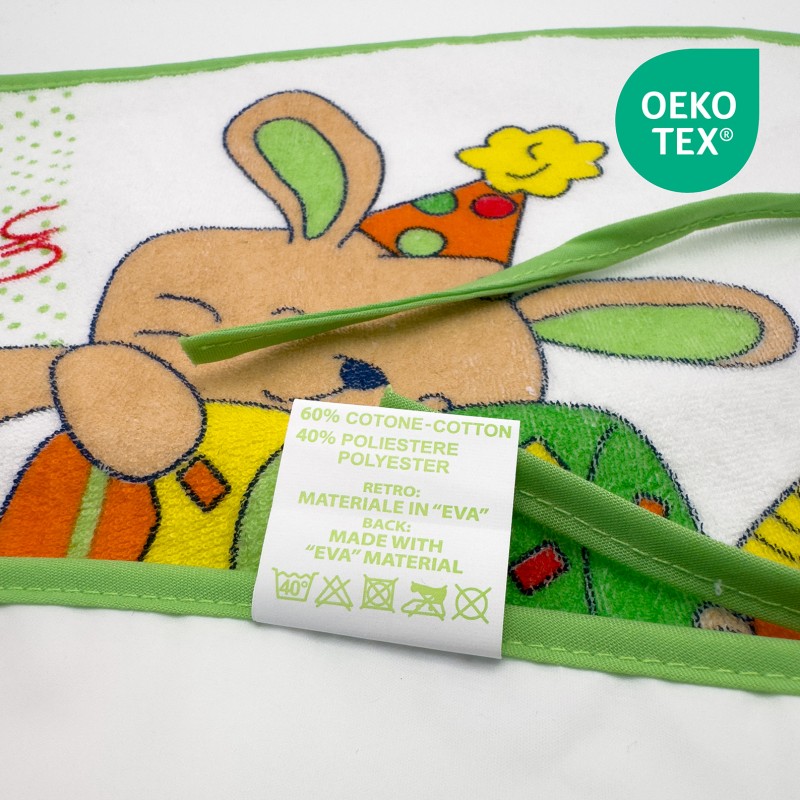 OEKO
TEX®
60% COTONE-COTTON
40% POLIESTERE
POLYESTER
RETRO:
MATERIALE IN "EVA"
BACK:
MADE WITH
"EVA" MATERIAL
40°